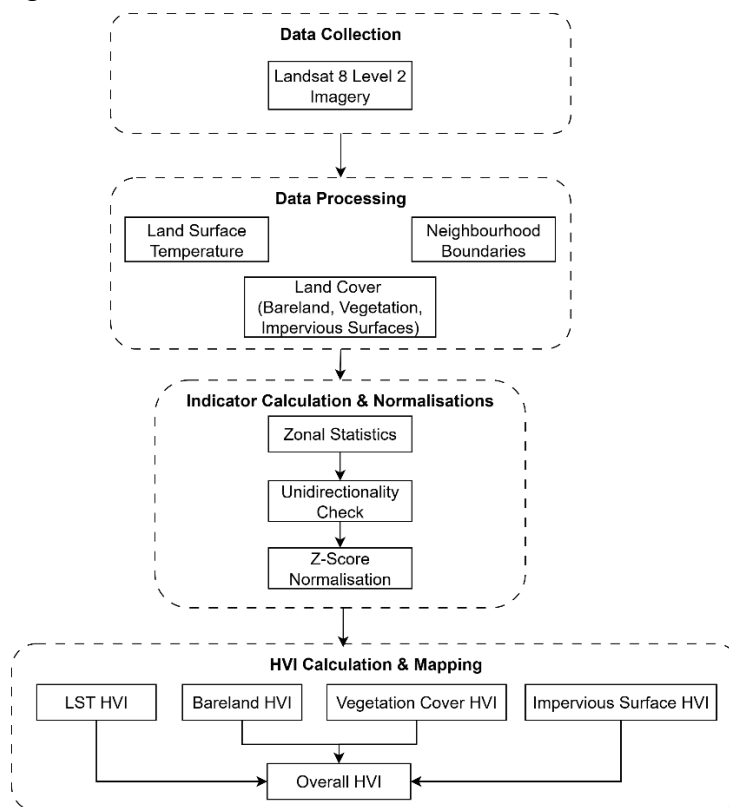 Data Collection
Landsat 8 Level 2
Imagery
Data Processing
Land Surface
Temperature
Neighbourhood
Boundaries
Land Cover
(Bareland, Vegetation,
Impervious Surfaces)
Indicator Calculation & Normalisations
Zonal Statistics
Unidirectionality
Check
Z-Score
Normalisation
HVI Calculation & Mapping
LST HVI
Bareland HVI
Vegetation Cover HVI
Impervious Surface HVI
Overall HVI